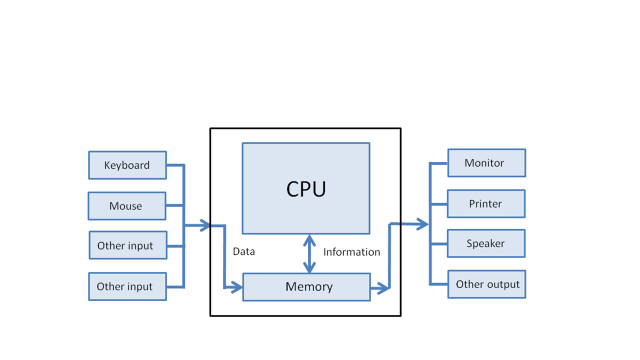 Keyboard
Mouse
Other input
Other input
CPU
Data
Information
Memory
Monitor
Printer
Speaker
Other output